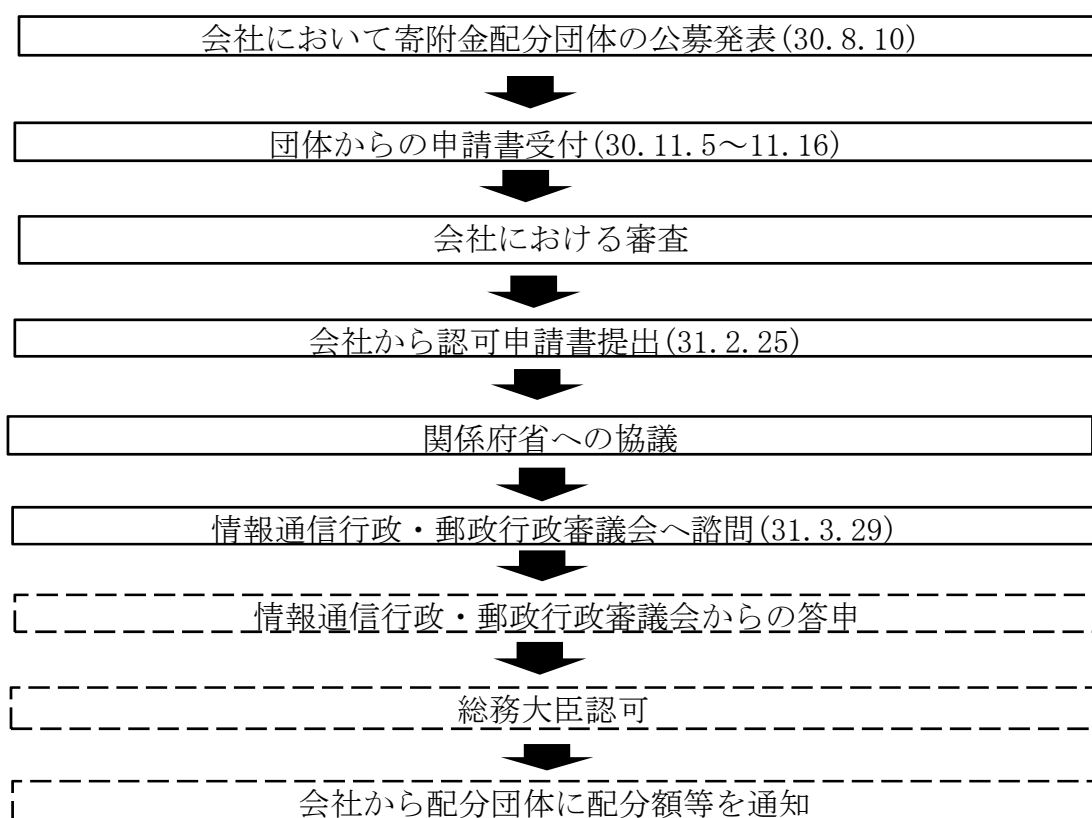 会社において寄附金配分団体の公募発表(30.8.10)
団体からの申請書受付(30.11.5～11.16)
会社における審査
会社から認可申請書提出(31.2.25)
関係府省への協議
情報通信行政・郵政行政審議会へ諮問(31.3.29)
情報通信行政・郵政行政審議会からの答申
総務大臣認可
会社から配分団体に配分額等を通知